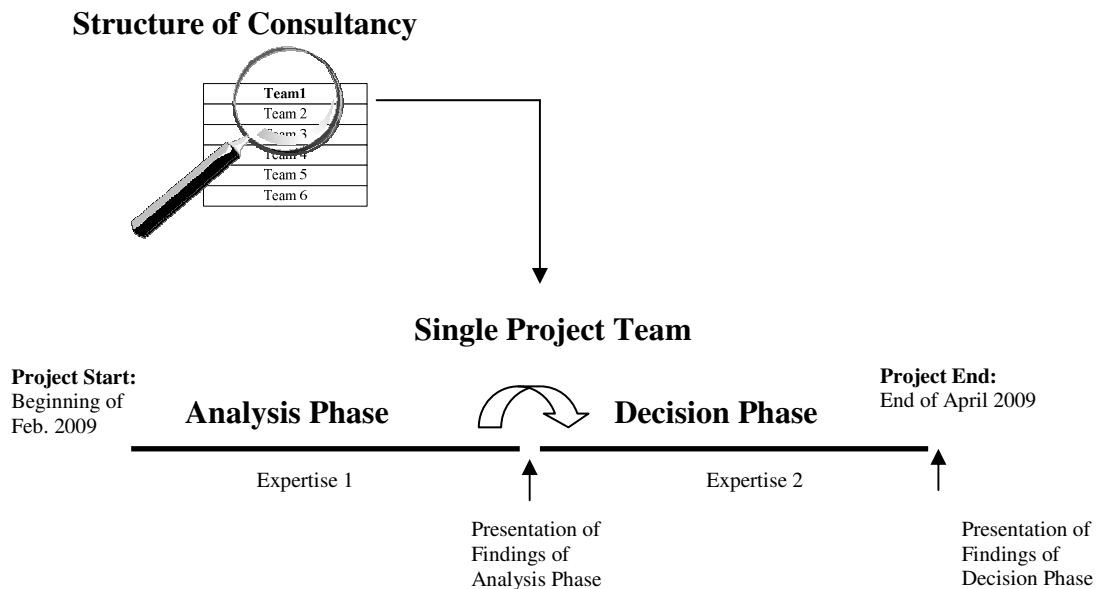 Structure of Consultancy
Team1
Team 2
Team 3
Team 4
Team 5
Team 6
Single Project Team
Project Start:
Beginning of
Feb. 2009
Analysis Phase
Decision Phase
Project End:
End of April 2009
Expertise 1
Expertise 2
Presentation of
Findings of
Analysis Phase
Presentation of
Findings of
Decision Phase